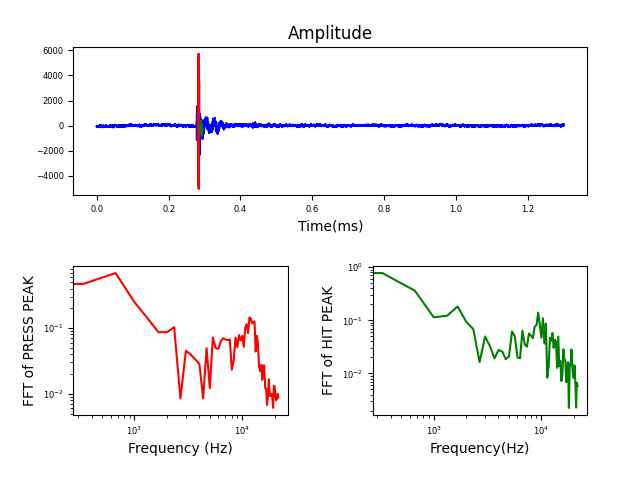 Amplitude
6000
4000
2000
0
−2000
−4000
0.0 0.2 0.4 0.6 0.8 1.0 1.2
Time(ms)
FFT of PRESS PEAK
10⁻¹
10⁻²
10³ 10⁴
Frequency (Hz)
FFT of HIT PEAK
10⁰
10⁻¹
10⁻²
10³ 10⁴
Frequency(Hz)